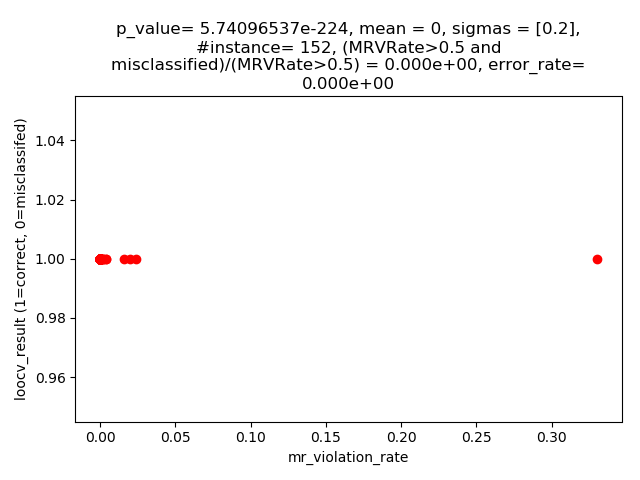 p_value= 5.74096537e-224, mean = 0, sigmas = [0.2],
#instance= 152, (MRVRate>0.5 and
misclassified)/(MRVRate>0.5) = 0.000e+00, error_rate=
0.000e+00
1.04
1.02
1.00
0.98
0.96
loocv_result (1=correct, 0=misclassifed)
0.00 0.05 0.10 0.15 0.20 0.25 0.30
mr_violation_rate